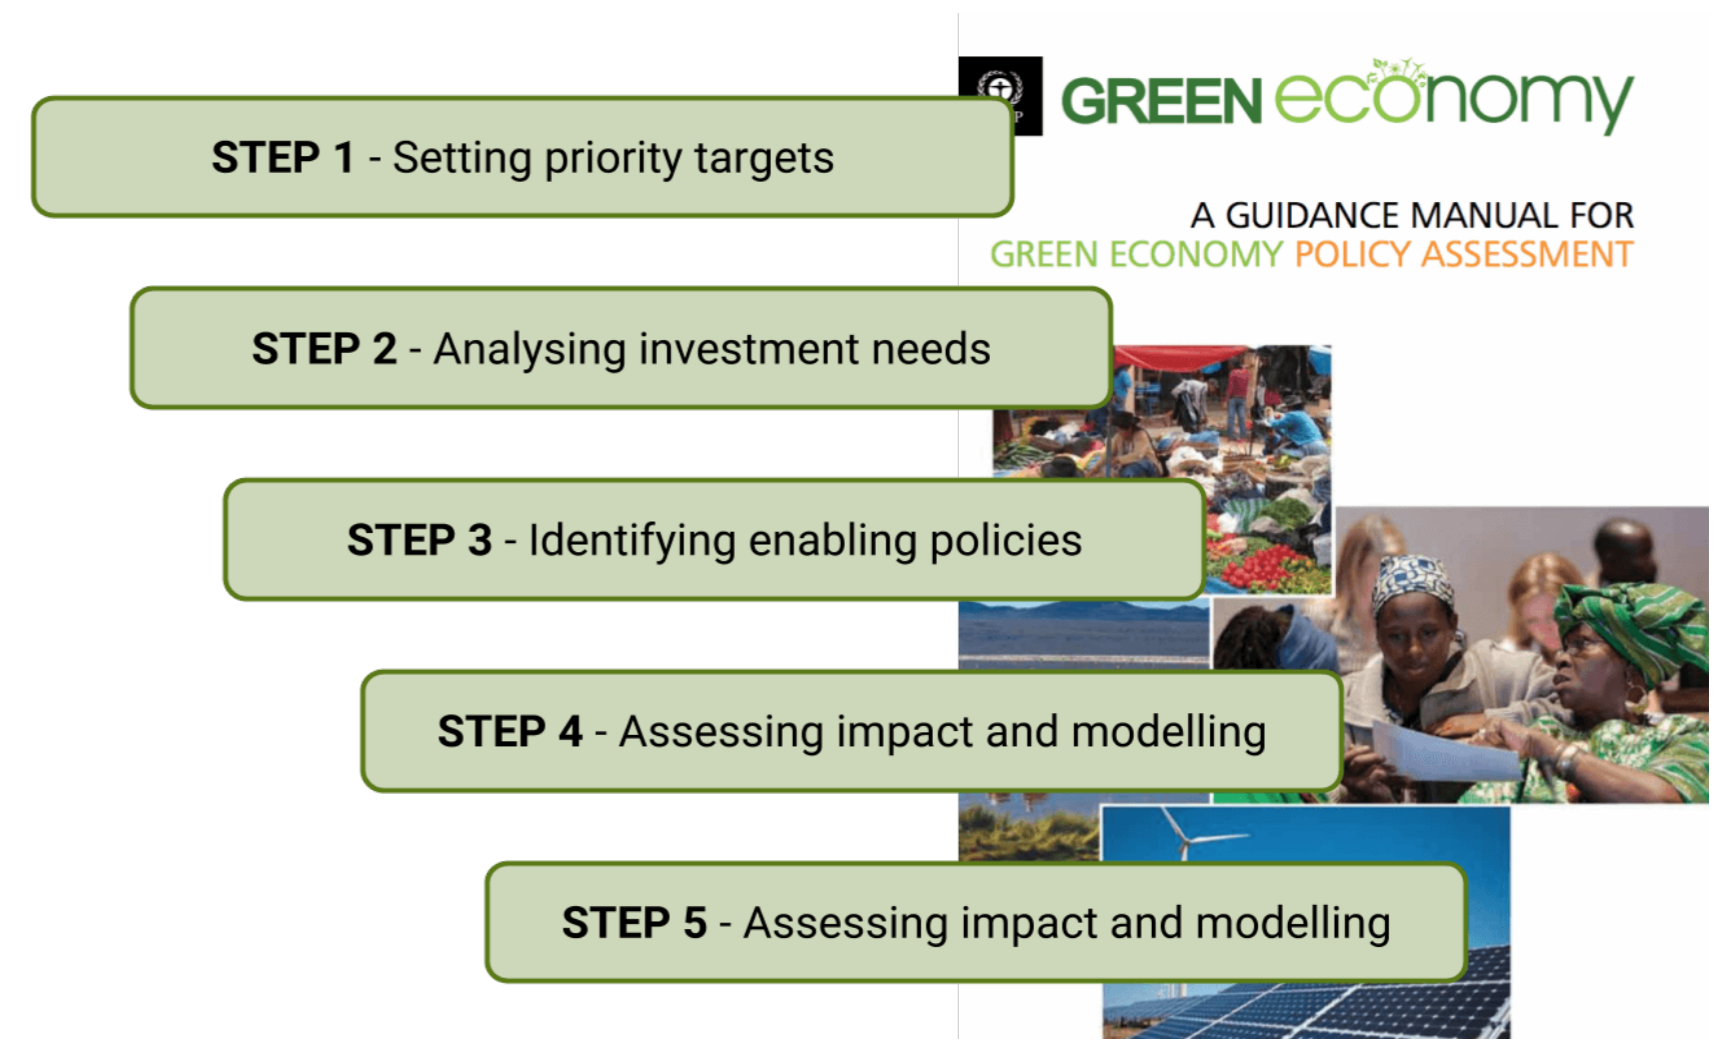 GREEN economy
STEP 1 - Setting priority targets
A GUIDANCE MANUAL FOR
GREEN ECONOMY POLICY ASSESSMENT
STEP 2 - Analysing investment needs
STEP 3 - Identifying enabling policies
STEP 4 - Assessing impact and modelling
STEP 5 - Assessing impact and modelling